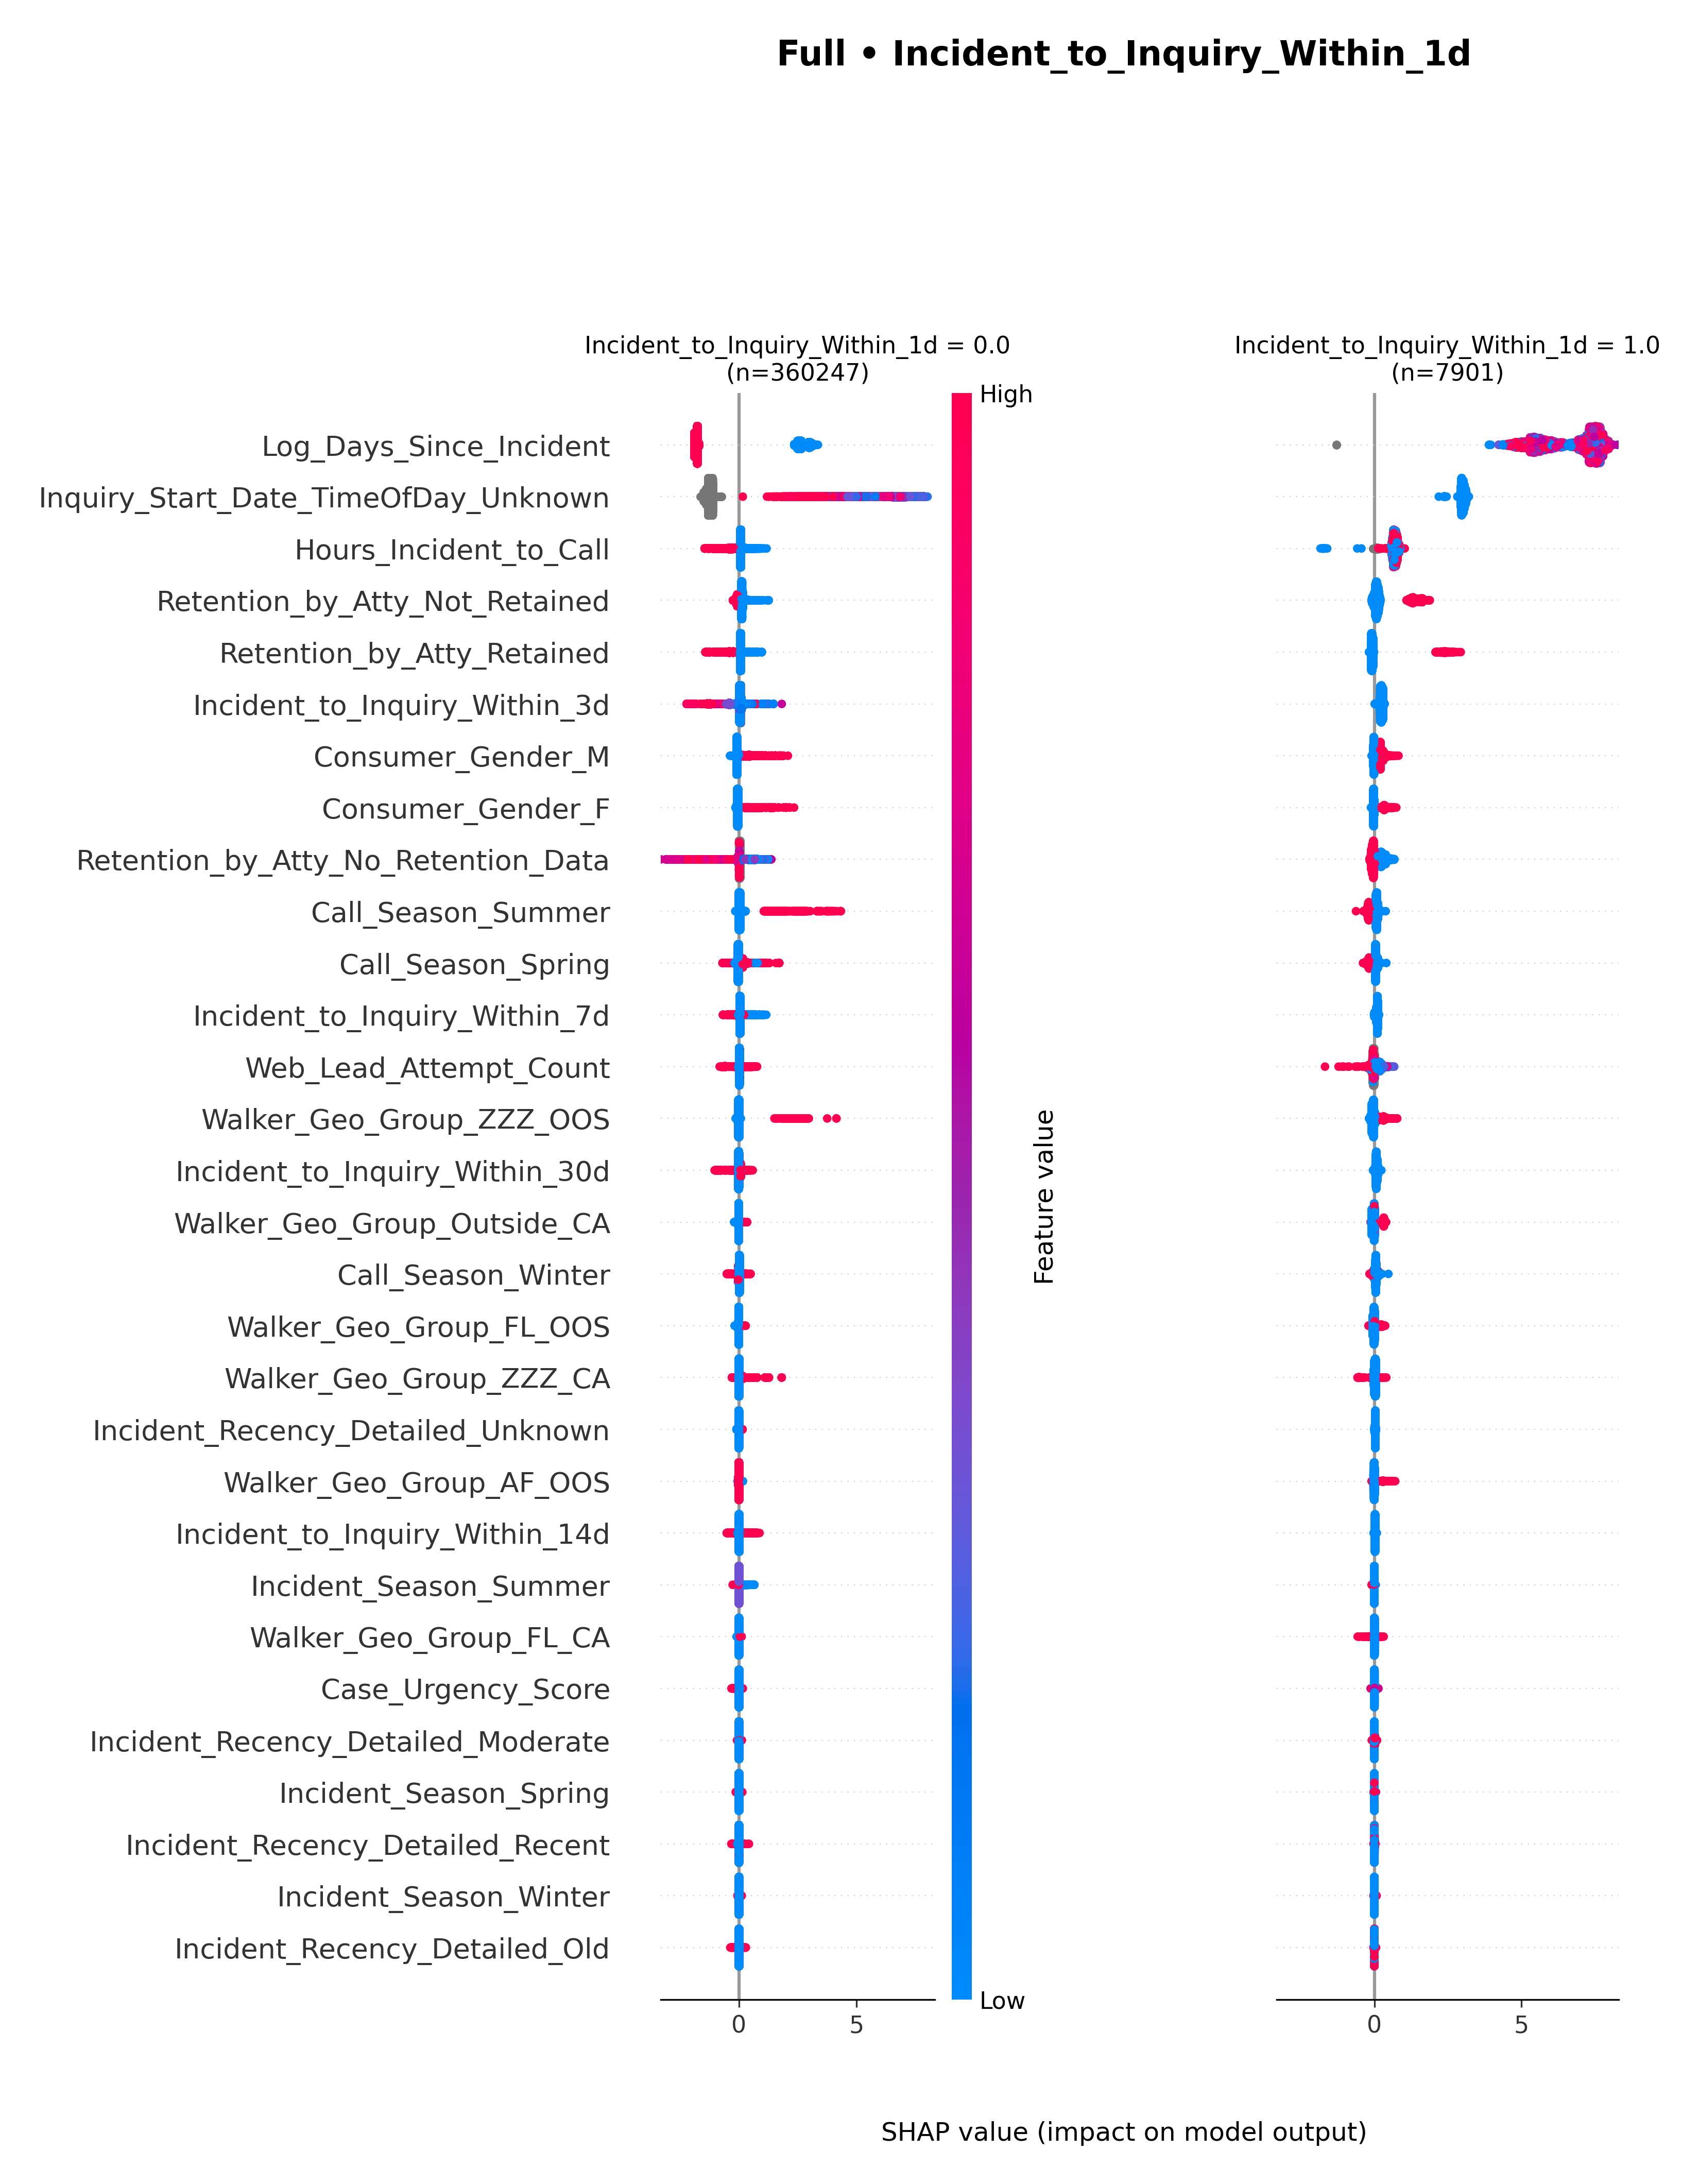 Full • Incident_to_Inquiry_Within_1d
Incident_to_Inquiry_Within_1d = 0.0
(n=360247)
Incident_to_Inquiry_Within_1d = 1.0
(n=7901)
High
Log_Days_Since_Incident
Inquiry_Start_Date_TimeOfDay_Unknown
Hours_Incident_to_Call
Retention_by_Atty_Not_Retained
Retention_by_Atty_Retained
Incident_to_Inquiry_Within_3d
Consumer_Gender_M
Consumer_Gender_F
Retention_by_Atty_No_Retention_Data
Call_Season_Summer
Call_Season_Spring
Incident_to_Inquiry_Within_7d
Web_Lead_Attempt_Count
Walker_Geo_Group_ZZZ_OOS
Incident_to_Inquiry_Within_30d
Walker_Geo_Group_Outside_CA
Call_Season_Winter
Walker_Geo_Group_FL_OOS
Walker_Geo_Group_ZZZ_CA
Incident_Recency_Detailed_Unknown
Walker_Geo_Group_AF_OOS
Incident_to_Inquiry_Within_14d
Incident_Season_Summer
Walker_Geo_Group_FL_CA
Case_Urgency_Score
Incident_Recency_Detailed_Moderate
Incident_Season_Spring
Incident_Recency_Detailed_Recent
Incident_Season_Winter
Incident_Recency_Detailed_Old
Feature value
Low
0 5
0 5
SHAP value (impact on model output)